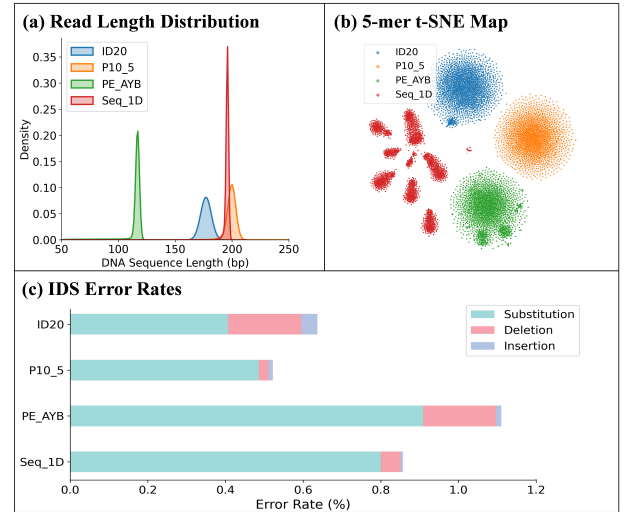 (a) Read Length Distribution
ID20
P10_5
PE_AYB
Seq_1D
0.35
0.30
0.25
0.20
0.15
0.10
0.05
0.00
Density
50 100 150 200 250
DNA Sequence Length (bp)
(b) 5-mer t-SNE Map
ID20
P10_5
PE_AYB
Seq_1D
(c) IDS Error Rates
Substitution
Deletion
Insertion
ID20
P10_5
PE_AYB
Seq_1D
0.0 0.2 0.4 0.6 0.8 1.0 1.2
Error Rate (%)